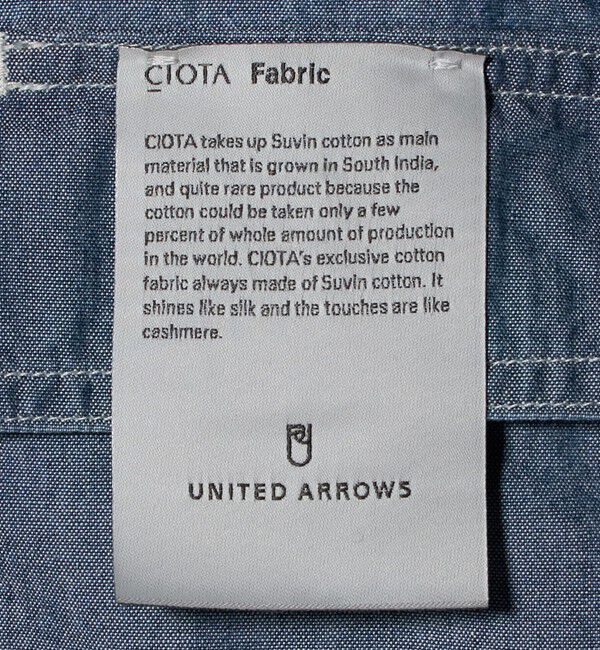 CIOTA Fabric
CIOTA takes up Suvin cotton as main
material that is grown in South India,
and quite rare product because the
cotton could be taken only a few
percent of whole amount of production
in the world. CIOTA's exclusive cotton
fabric always made of Suvin cotton. It
shines like silk and the touches are like
cashmere.
UNITED ARROWS